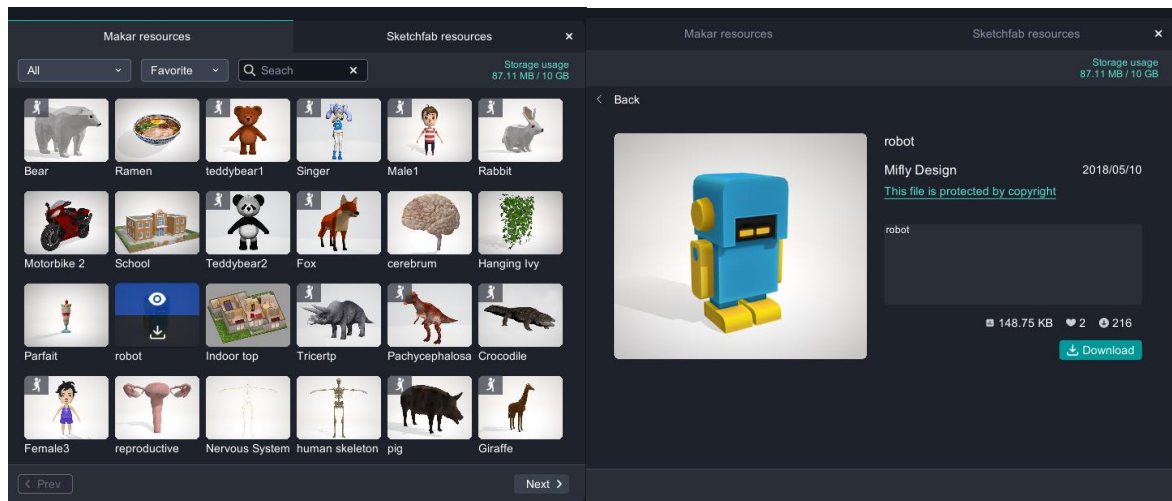 Makar resources
Sketchfab resources
×
All
Favorite
Seach
×
Storage usage
87.11 MB / 10 GB
Bear
Ramen
teddybear1
Singer
Male1
Rabbit
Motorbike 2
School
Teddybear2
Fox
cerebrum
Hanging Ivy
Parfait
robot
Indoor top
Tricertp
Pachycephalosa
Crocodile
Female3
reproductive
Nervous System
human skeleton
pig
Giraffe
< Prev
Next >
Makar resources
Sketchfab resources
×
Storage usage
87.11 MB / 10 GB
< Back
robot
Mifly Design
2018/05/10
This file is protected by copyright
robot
148.75 KB
2
216
Download